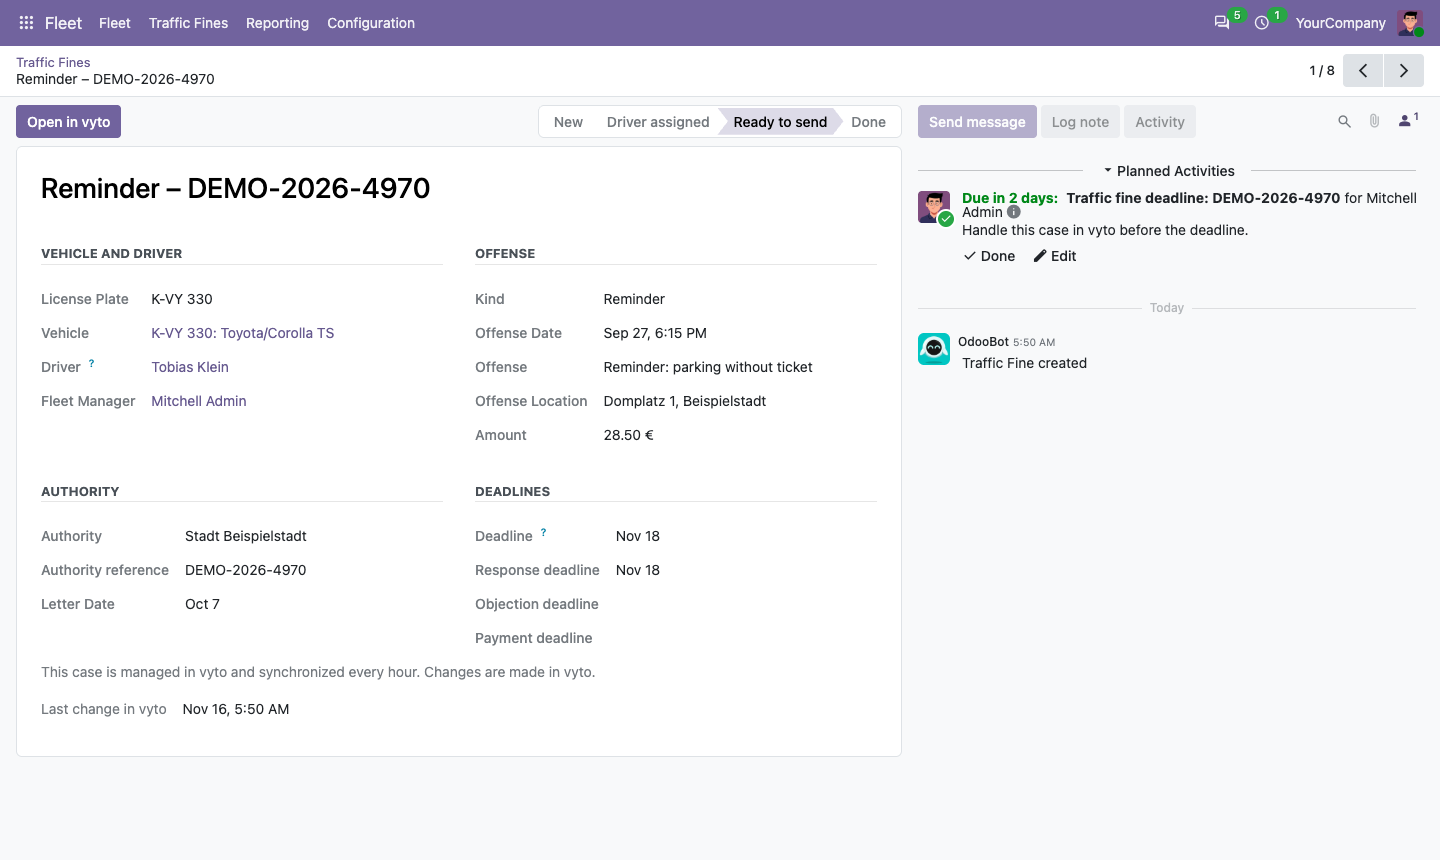 Fleet Fleet Traffic Fines Reporting Configuration 5 1 YourCompany
Traffic Fines
Reminder – DEMO-2026-4970
1 / 8
Open in vyto
New Driver assigned Ready to send Done
Send message Log note Activity 1
Reminder – DEMO-2026-4970
VEHICLE AND DRIVER
License Plate K-VY 330
Vehicle K-VY 330: Toyota/Corolla TS
Driver ? Tobias Klein
Fleet Manager Mitchell Admin
OFFENSE
Kind Reminder
Offense Date Sep 27, 6:15 PM
Offense Reminder: parking without ticket
Offense Location Domplatz 1, Beispielstadt
Amount 28.50 €
AUTHORITY
Authority Stadt Beispielstadt
Authority reference DEMO-2026-4970
Letter Date Oct 7
DEADLINES
Deadline ? Nov 18
Response deadline Nov 18
Objection deadline
Payment deadline
This case is managed in vyto and synchronized every hour. Changes are made in vyto.
Last change in vyto Nov 16, 5:50 AM
Planned Activities
Due in 2 days: Traffic fine deadline: DEMO-2026-4970 for Mitchell
Admin
Handle this case in vyto before the deadline.
Done Edit
Today
OdooBot 5:50 AM
Traffic Fine created